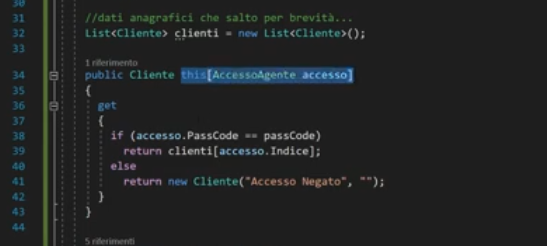 30
31 //dati anagrafici che salto per brevità...
32 List<Cliente> clienti = new List<Cliente>();
33
1 riferimento
34 public Cliente this[AccessoAgente accesso]
35 {
36 get
37 {
38 if (accesso.PassCode == passCode)
39 return clienti[accesso.Indice];
40 else
41 return new Cliente("Accesso Negato", "");
42 }
43 }
44
5 riferimenti